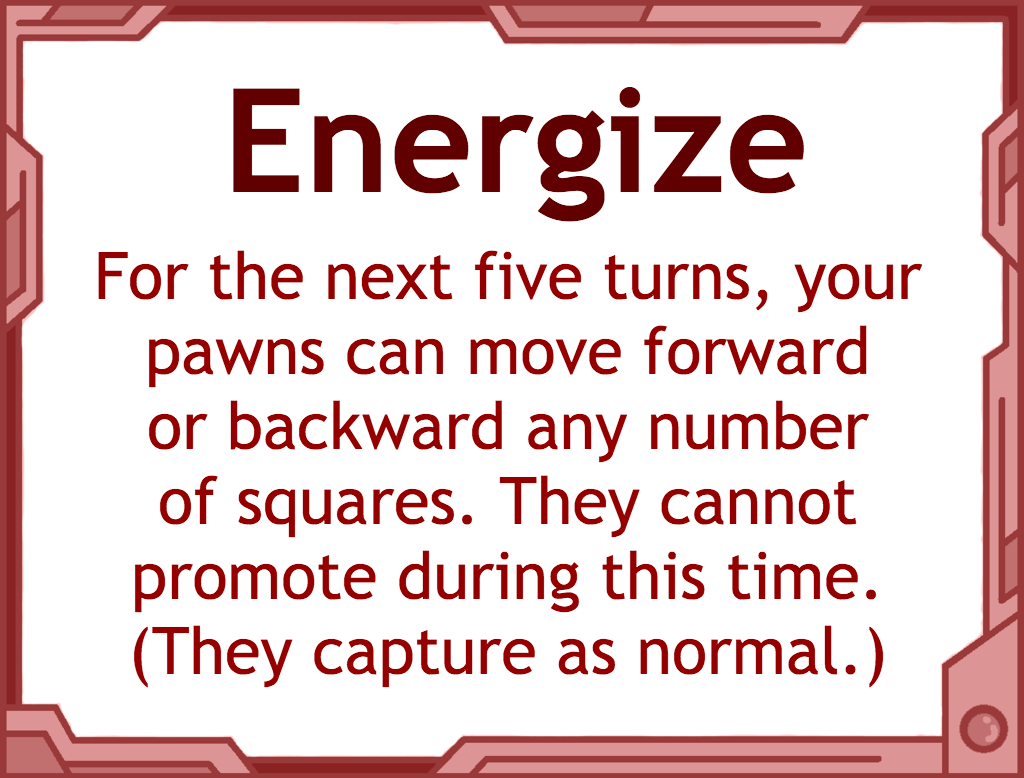 Energize
For the next five turns, your
pawns can move forward
or backward any number
of squares. They cannot
promote during this time.
(They capture as normal.)